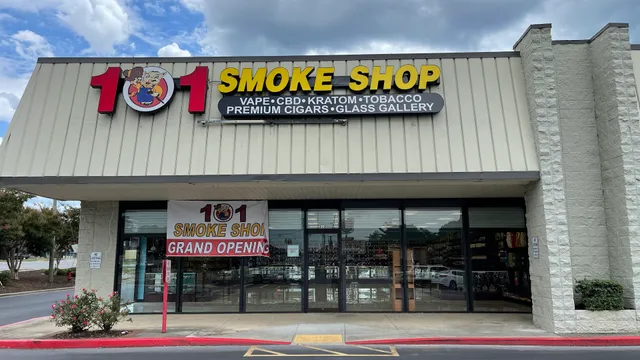 101 SMOKE SHOP
VAPE•CBD•KRATOM•TOBACCO
PREMIUM CIGARS•GLASS GALLERY
101
SMOKE SHOP
GRAND OPENING